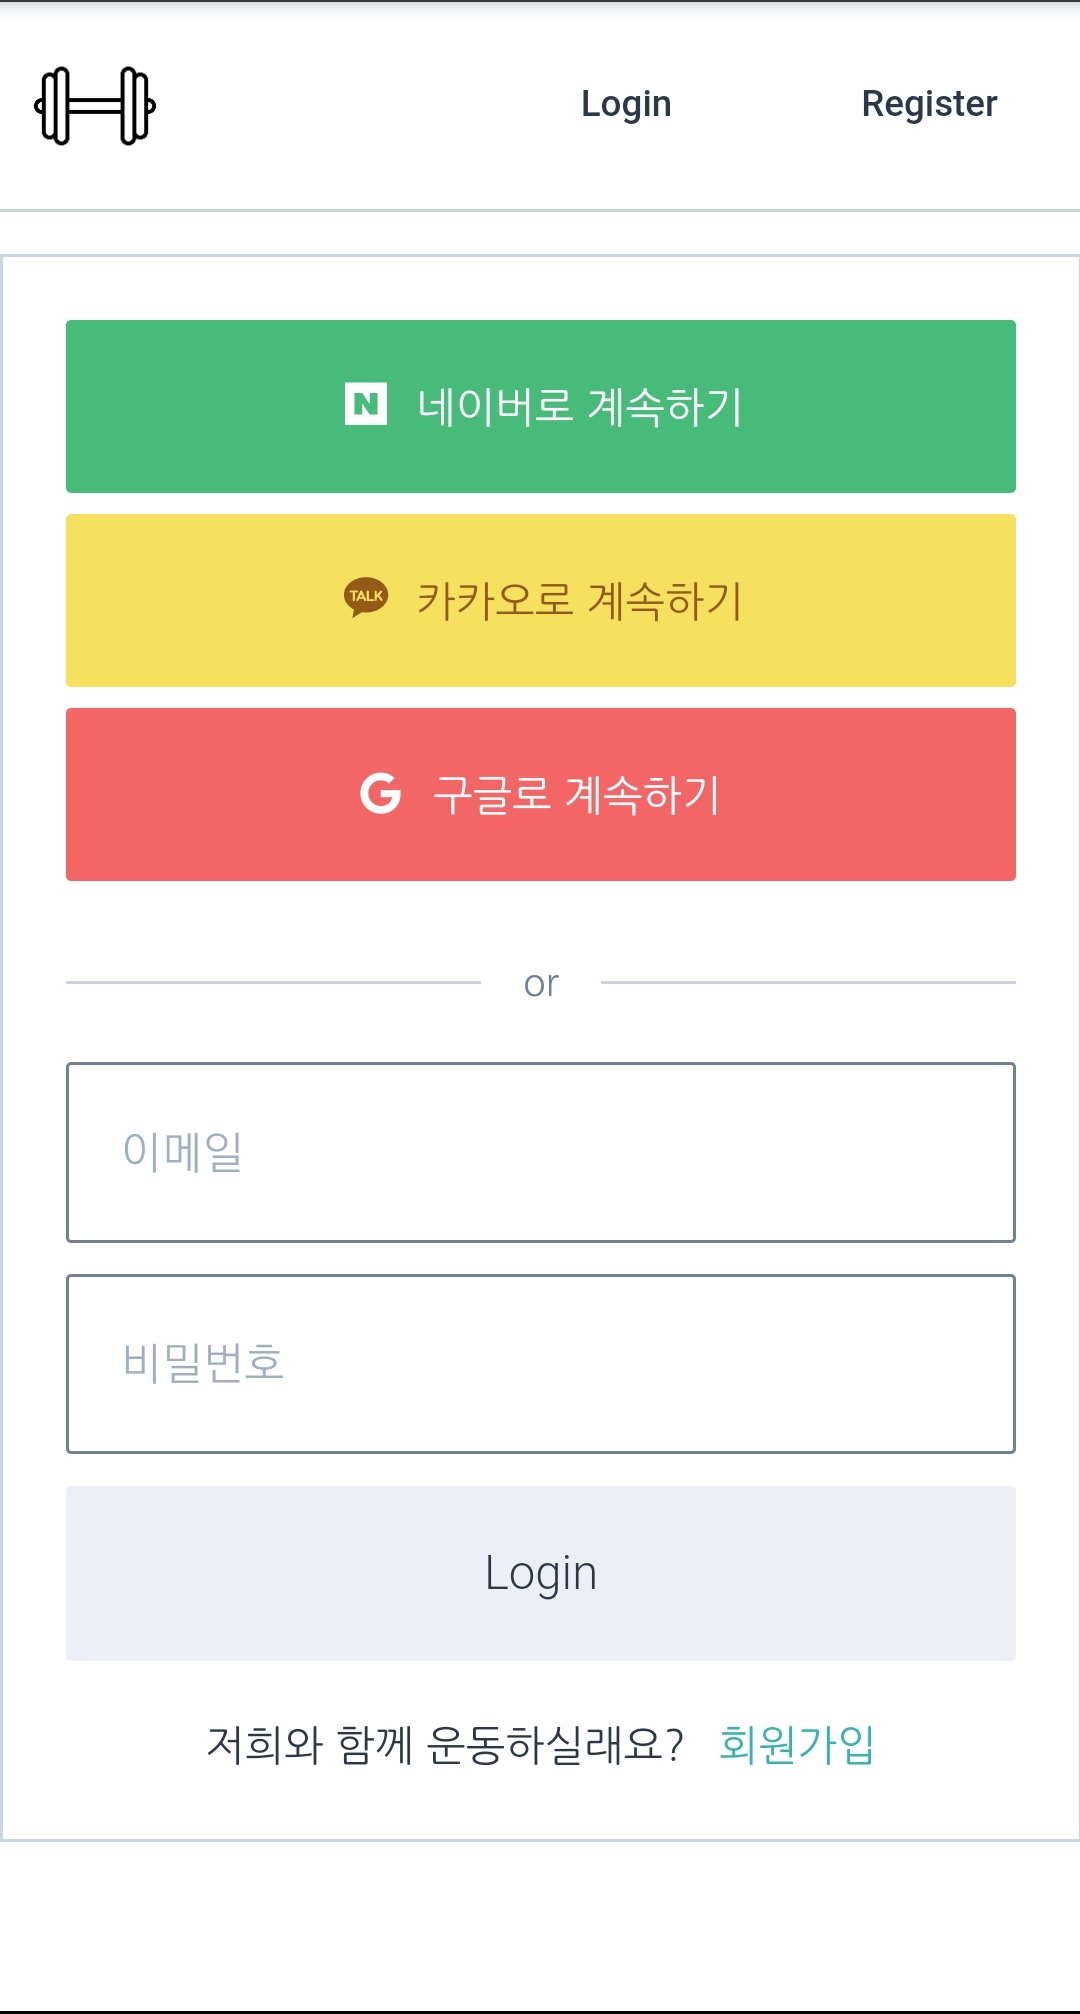 Login Register
N 네이버로 계속하기
TALK 카카오로 계속하기
G 구글로 계속하기
or
이메일
비밀번호
Login
저희와 함께 운동하실래요? 회원가입